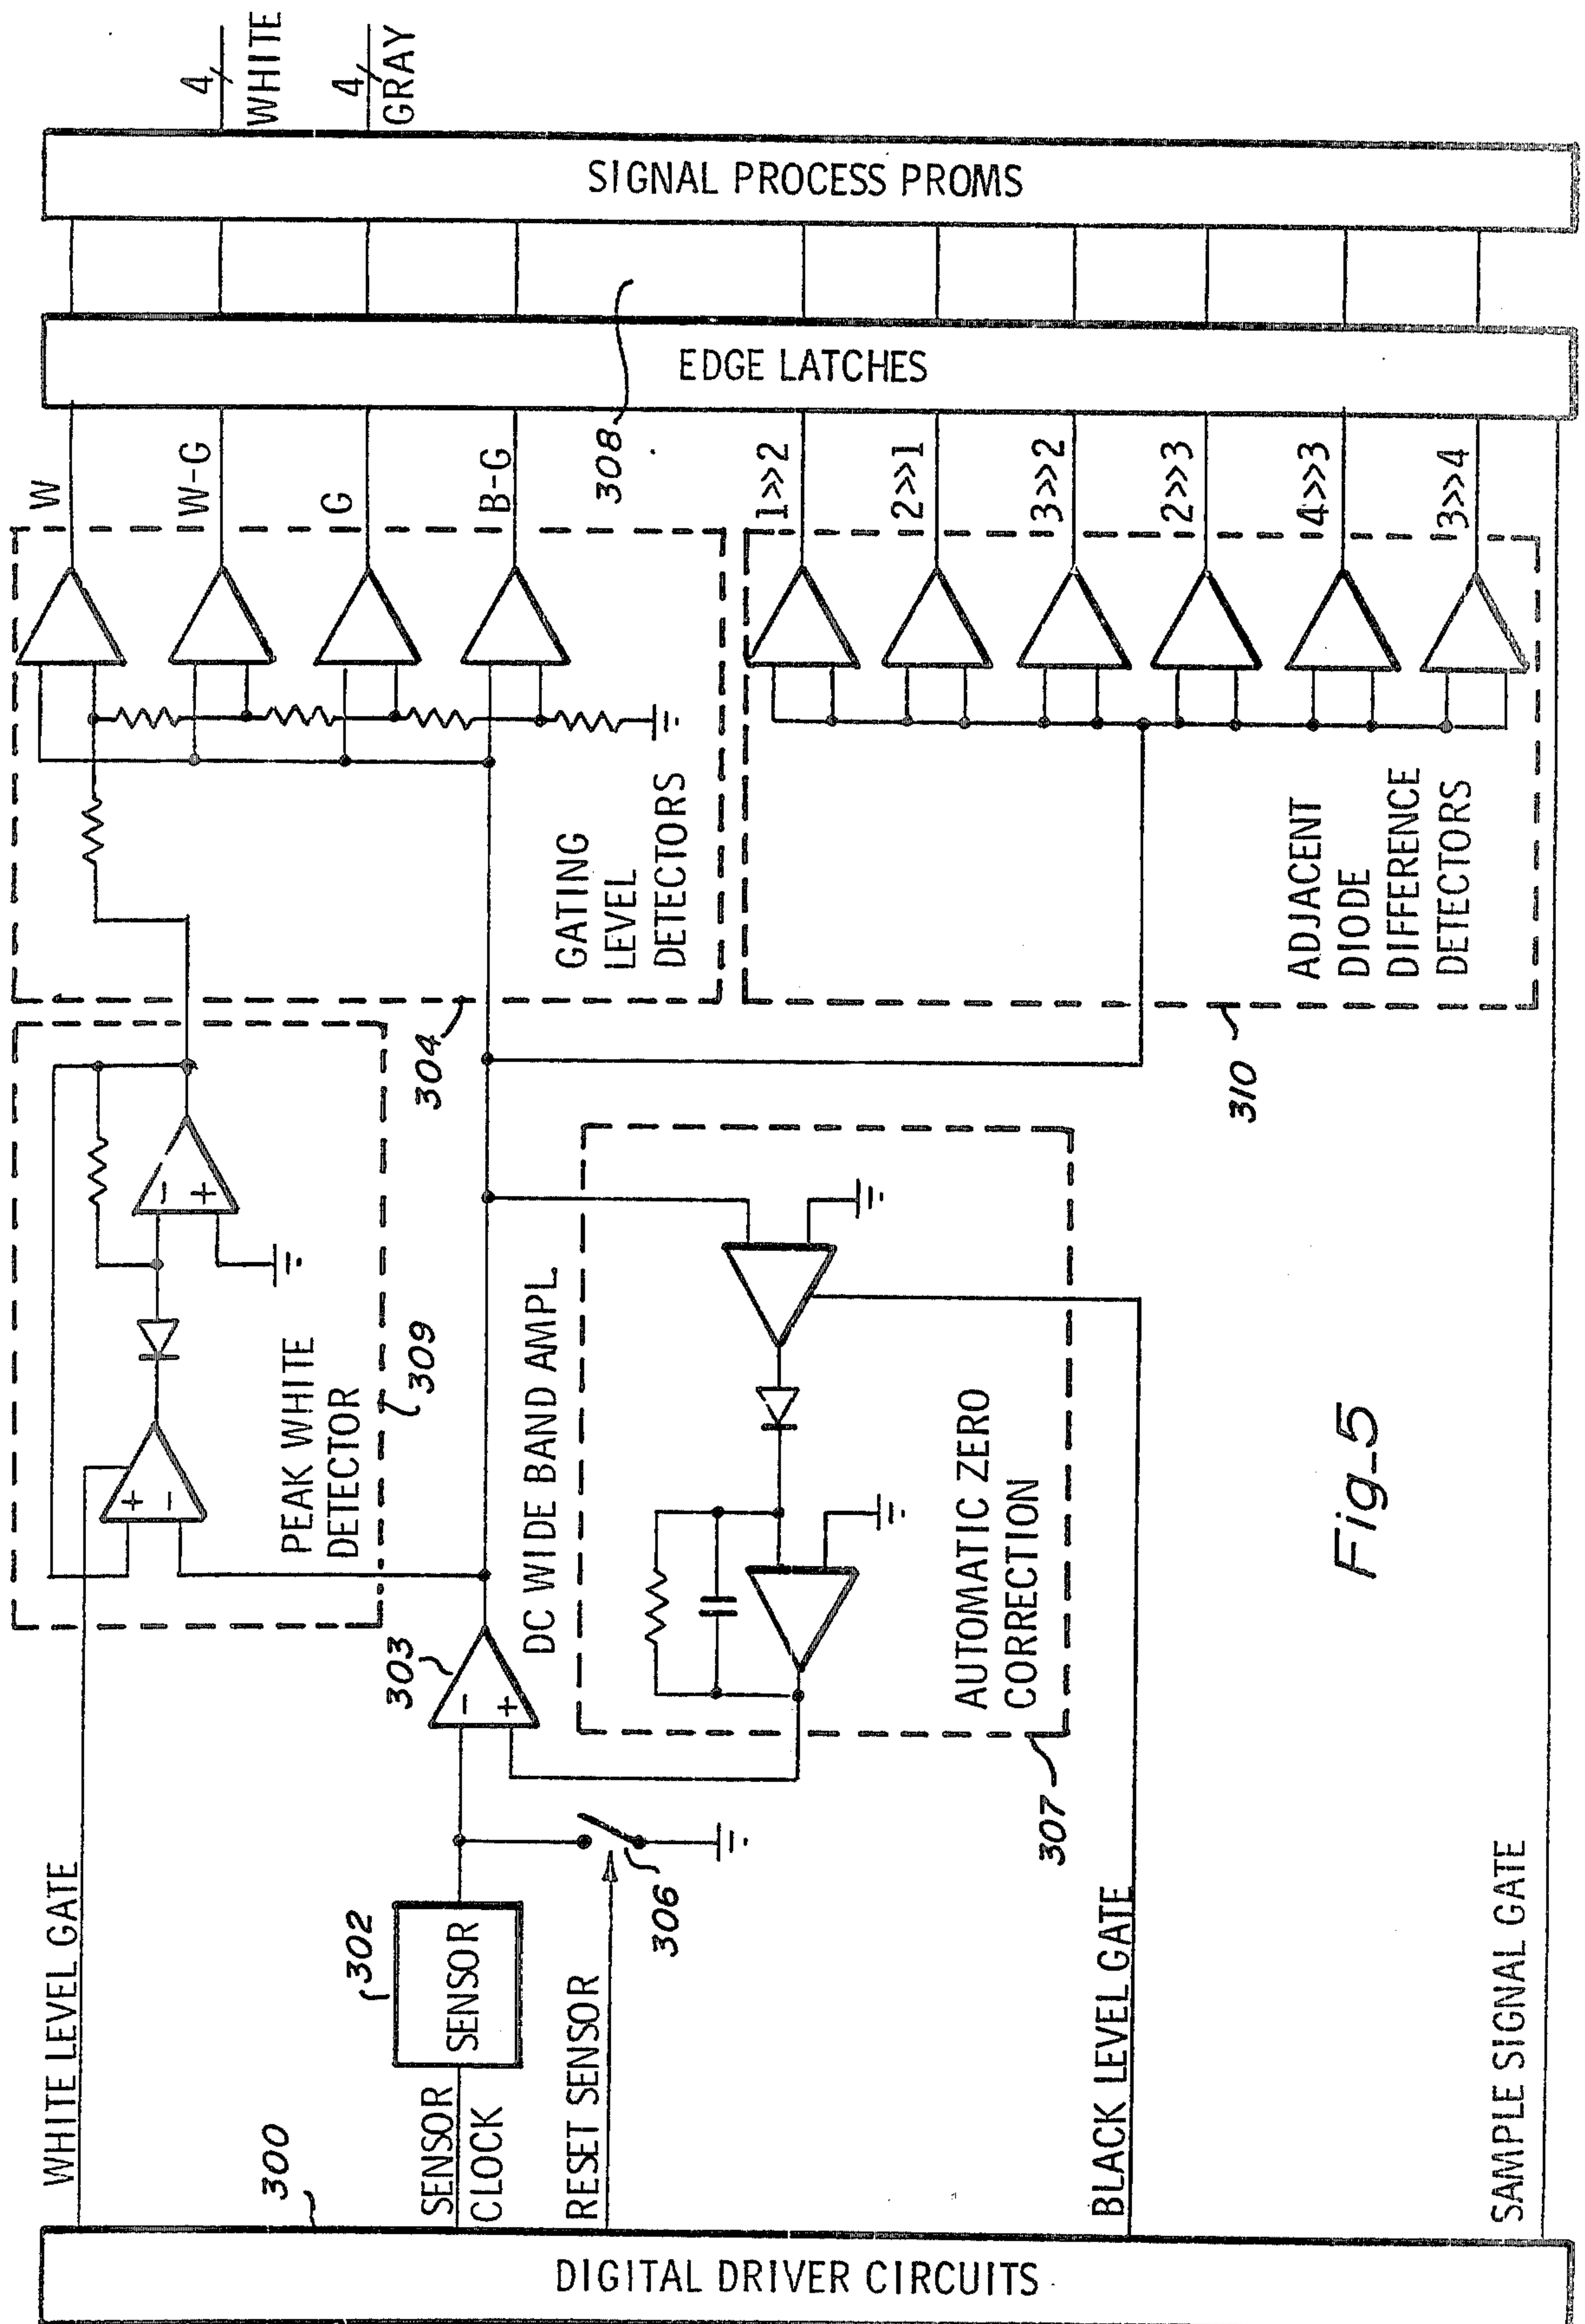 WHITE LEVEL GATE
300
SENSOR
CLOCK
302
SENSOR
RESET SENSOR
306
BLACK LEVEL GATE
SAMPLE SIGNAL GATE
DIGITAL DRIVER CIRCUITS
+
−
−
+
PEAK WHITE
DETECTOR
309
303
−
+
DC WIDE BAND AMPL
AUTOMATIC ZERO
CORRECTION
307
304
GATING
LEVEL
DETECTORS
310
ADJACENT
DIODE
DIFFERENCE
DETECTORS
W
W-G
G
B-G
308
1>>2
2>>1
3>>2
2>>3
4>>3
3>>4
EDGE LATCHES
SIGNAL PROCESS PROMS
4
WHITE
4
GRAY
Fig_5